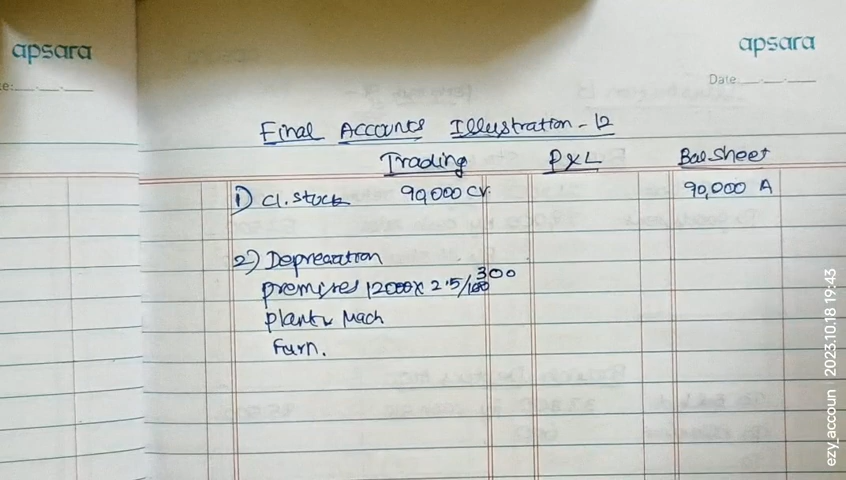 apsara
apsara
e:
Date
Final Accounts Illustration - 12
Trading P & L Bal Sheet
1) Cl. Stock 90,000 Cr. 90,000 A
2) Depreciation
premises 12000 x 2.5/100 300
plant & Mach
Furn.
ezy_accoun 2023.10.18 19:43